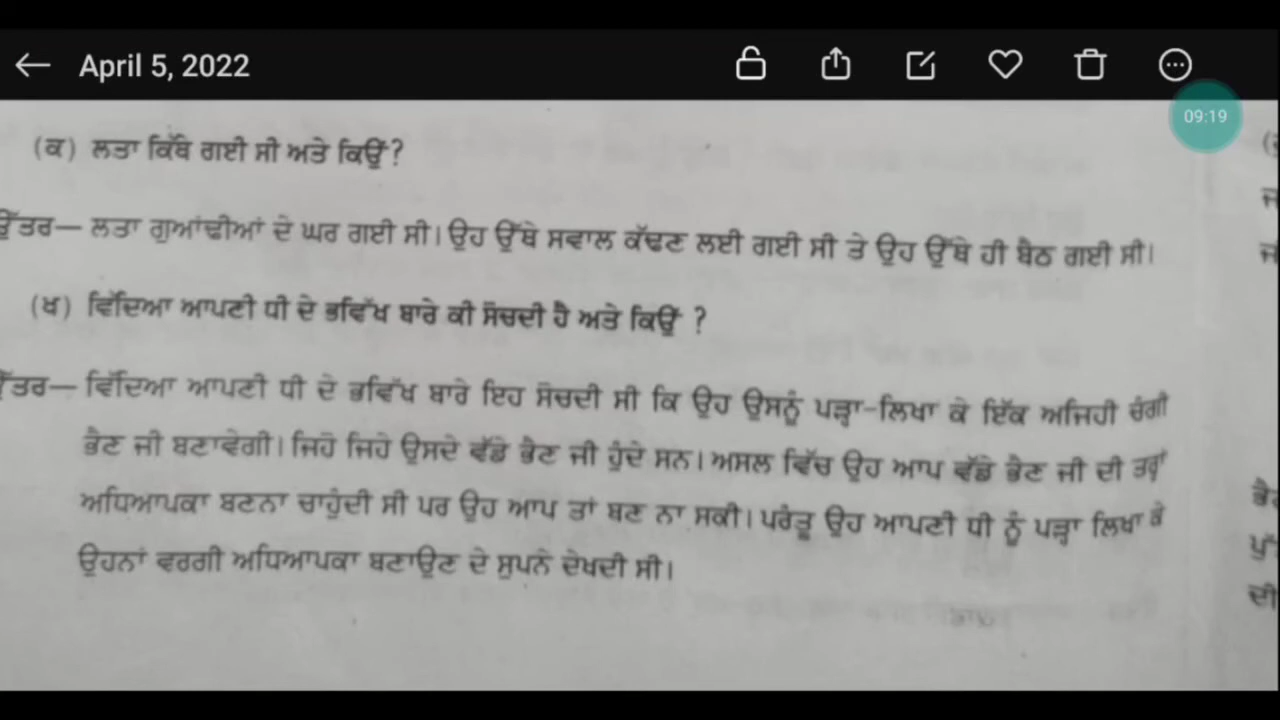 April 5, 2022
09:19
(ਕ) ਲਤਾ ਕਿੱਥੇ ਗਈ ਸੀ ਅਤੇ ਕਿਉਂ?
ਉੱਤਰ— ਲਤਾ ਗੁਆਂਢੀਆਂ ਦੇ ਘਰ ਗਈ ਸੀ। ਉਹ ਉੱਥੇ ਸਵਾਲ ਕੱਢਣ ਲਈ ਗਈ ਸੀ ਤੇ ਉਹ ਉੱਥੇ ਹੀ ਬੈਠ ਗਈ ਸੀ।
(ਖ) ਵਿੱਦਿਆ ਆਪਣੀ ਧੀ ਦੇ ਭਵਿੱਖ ਬਾਰੇ ਕੀ ਸੋਚਦੀ ਹੈ ਅਤੇ ਕਿਉਂ ?
ਉੱਤਰ— ਵਿੱਦਿਆ ਆਪਣੀ ਧੀ ਦੇ ਭਵਿੱਖ ਬਾਰੇ ਇਹ ਸੋਚਦੀ ਸੀ ਕਿ ਉਹ ਉਸਨੂੰ ਪੜ੍ਹਾ-ਲਿਖਾ ਕੇ ਇੱਕ ਅਜਿਹੀ ਚੰਗੀ
ਭੈਣ ਜੀ ਬਣਾਵੇਗੀ। ਜਿਹੋ ਜਿਹੇ ਉਸਦੇ ਵੱਡੇ ਭੈਣ ਜੀ ਹੁੰਦੇ ਸਨ। ਅਸਲ ਵਿੱਚ ਉਹ ਆਪ ਵੱਡੇ ਭੈਣ ਜੀ ਦੀ ਤਰ੍ਹਾਂ
ਅਧਿਆਪਕਾ ਬਣਨਾ ਚਾਹੁੰਦੀ ਸੀ ਪਰ ਉਹ ਆਪ ਤਾਂ ਬਣ ਨਾ ਸਕੀ। ਪਰੰਤੂ ਉਹ ਆਪਣੀ ਧੀ ਨੂੰ ਪੜ੍ਹਾ ਲਿਖਾ ਕੇ
ਉਹਨਾਂ ਵਰਗੀ ਅਧਿਆਪਕਾ ਬਣਾਉਣ ਦੇ ਸੁਪਨੇ ਦੇਖਦੀ ਸੀ।